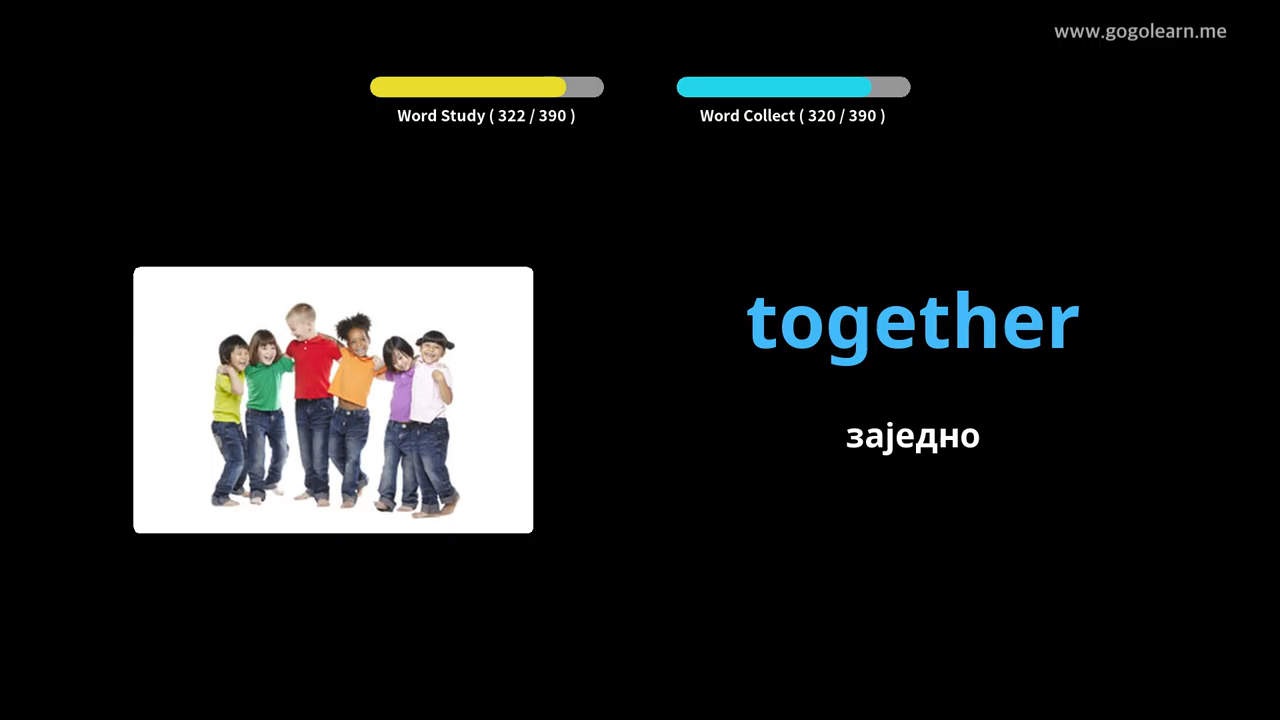 www.gogolearn.me
Word Study ( 322 / 390 )
Word Collect ( 320 / 390 )
together
заједно